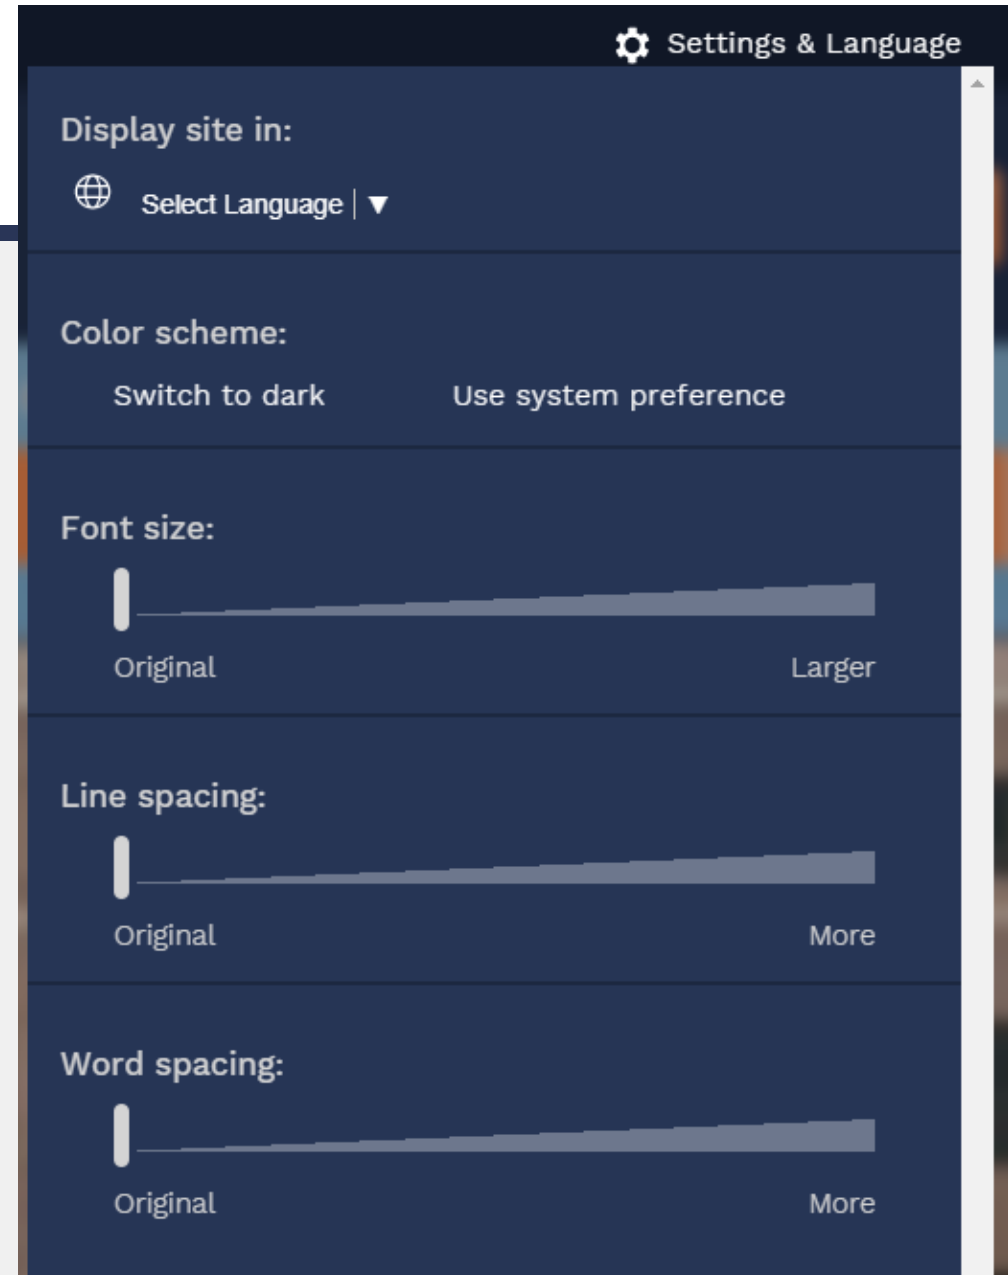 Settings & Language
Display site in:
Select Language ▼
Color scheme:
Switch to dark Use system preference
Font size:
Original Larger
Line spacing:
Original More
Word spacing:
Original More